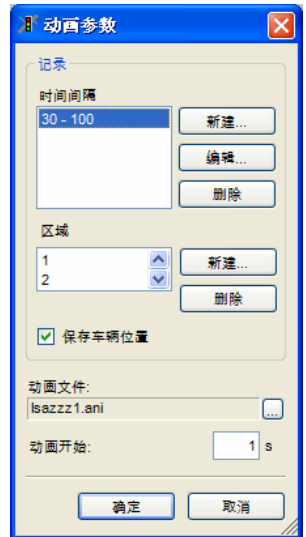 动画参数
记录
时间间隔
30 - 100
新建...
编辑...
删除
区域
1
2
新建...
删除
保存车辆位置
动画文件:
lsazzz1.ani
...
动画开始:
1 s
确定
取消